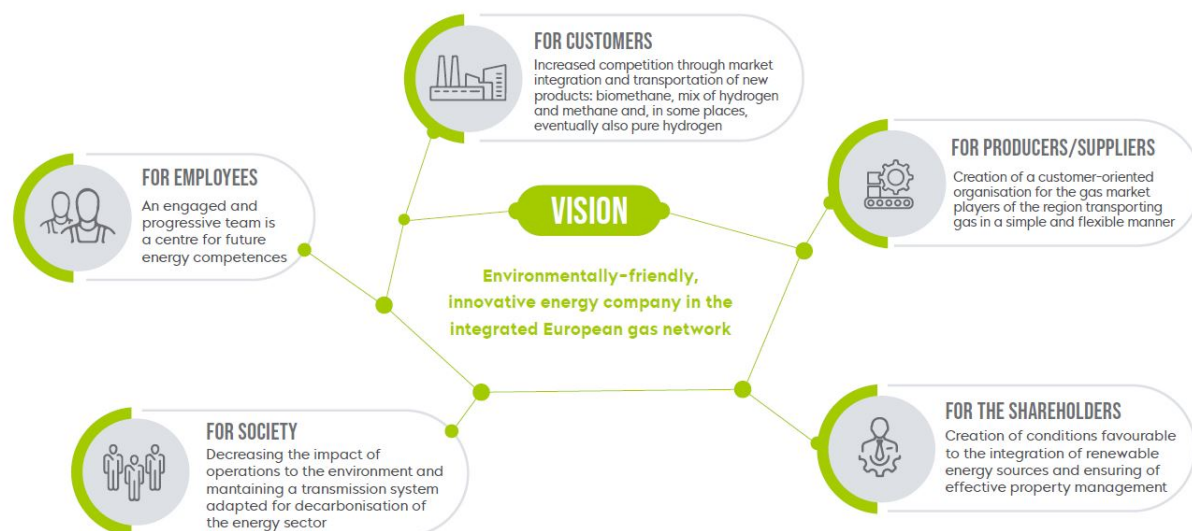 FOR CUSTOMERS
Increased competition through market
integration and transportation of new
products: biomethane, mix of hydrogen
and methane and, in some places,
eventually also pure hydrogen
FOR EMPLOYEES
An engaged and
progressive team is
a centre for future
energy competences
VISION
Environmentally-friendly,
innovative energy company in the
integrated European gas network
FOR PRODUCERS/SUPPLIERS
Creation of a customer-oriented
organisation for the gas market
players of the region transporting
gas in a simple and flexible manner
FOR SOCIETY
Decreasing the impact of
operations to the environment and
mantaining a transmission system
adapted for decarbonisation of
the energy sector
FOR THE SHAREHOLDERS
Creation of conditions favourable
to the integration of renewable
energy sources and ensuring of
effective property management